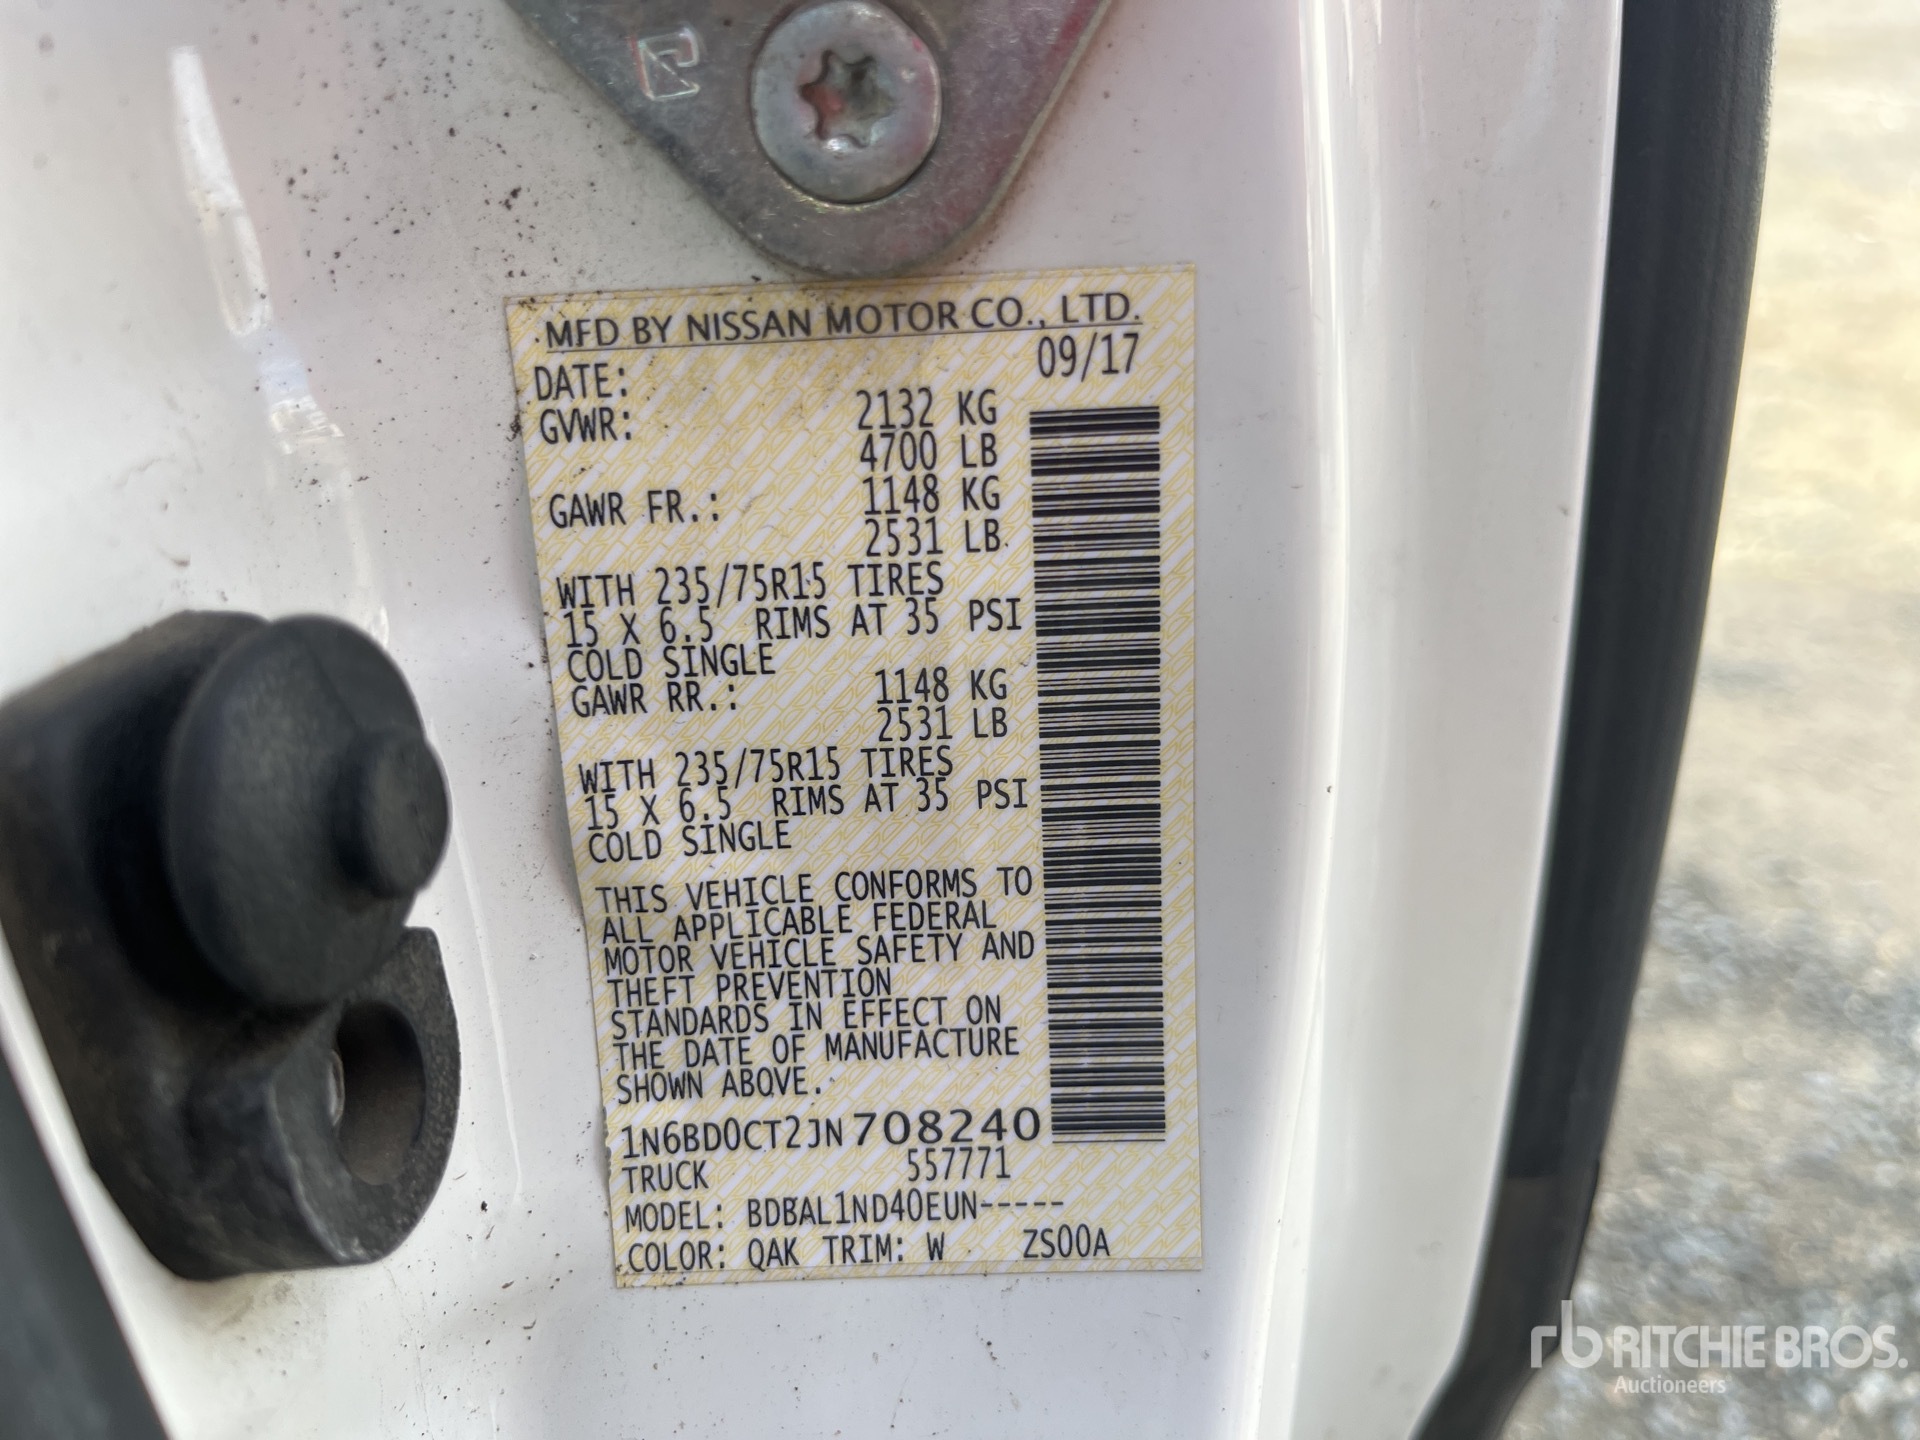 MFD BY NISSAN MOTOR CO., LTD.
DATE: 09/17
GVWR: 2132 KG
4700 LB
GAWR FR.: 1148 KG
2531 LB
WITH 235/75R15 TIRES
15 X 6.5 RIMS AT 35 PSI
COLD SINGLE
GAWR RR.: 1148 KG
2531 LB
WITH 235/75R15 TIRES
15 X 6.5 RIMS AT 35 PSI
COLD SINGLE
THIS VEHICLE CONFORMS TO
ALL APPLICABLE FEDERAL
MOTOR VEHICLE SAFETY AND
THEFT PREVENTION
STANDARDS IN EFFECT ON
THE DATE OF MANUFACTURE
SHOWN ABOVE.
1N6BD0CT2JN708240
TRUCK 557771
MODEL: BDBAL1ND40EUN-----
COLOR: QAK TRIM: W ZS00A
rb RITCHIE BROS.
Auctioneers